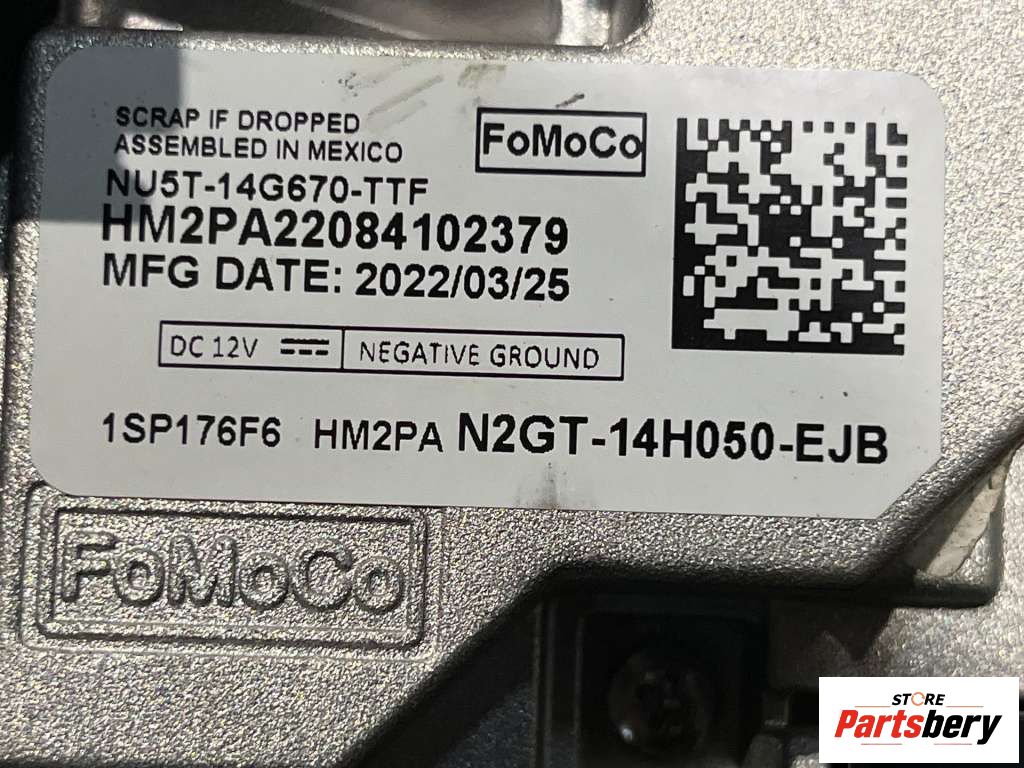 SCRAP IF DROPPED
ASSEMBLED IN MEXICO
FoMoCo
NU5T-14G670-TTF
HM2PA22084102379
MFG DATE: 2022/03/25
DC 12V
NEGATIVE GROUND
1SP176F6 HM2PA N2GT-14H050-EJB
FoMoCo
STORE
Partsbery